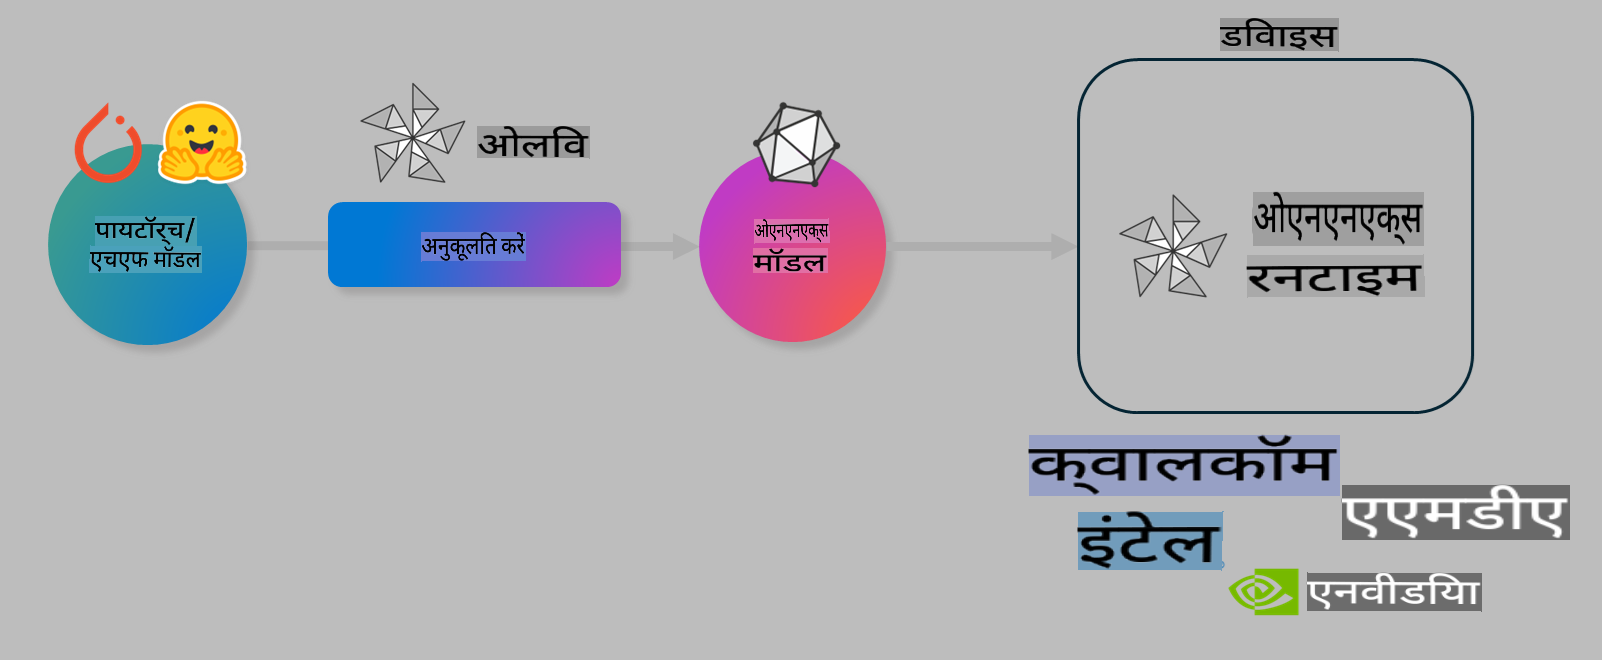 डिवाइस
ओलिव
पायटॉर्च/
एचएफ मॉडल
अनुकूलित करें
ओएनएनएक्स
मॉडल
ओएनएनएक्स
रनटाइम
क्वालकॉम
एएमडीए
इंटेल
एनवीडिया